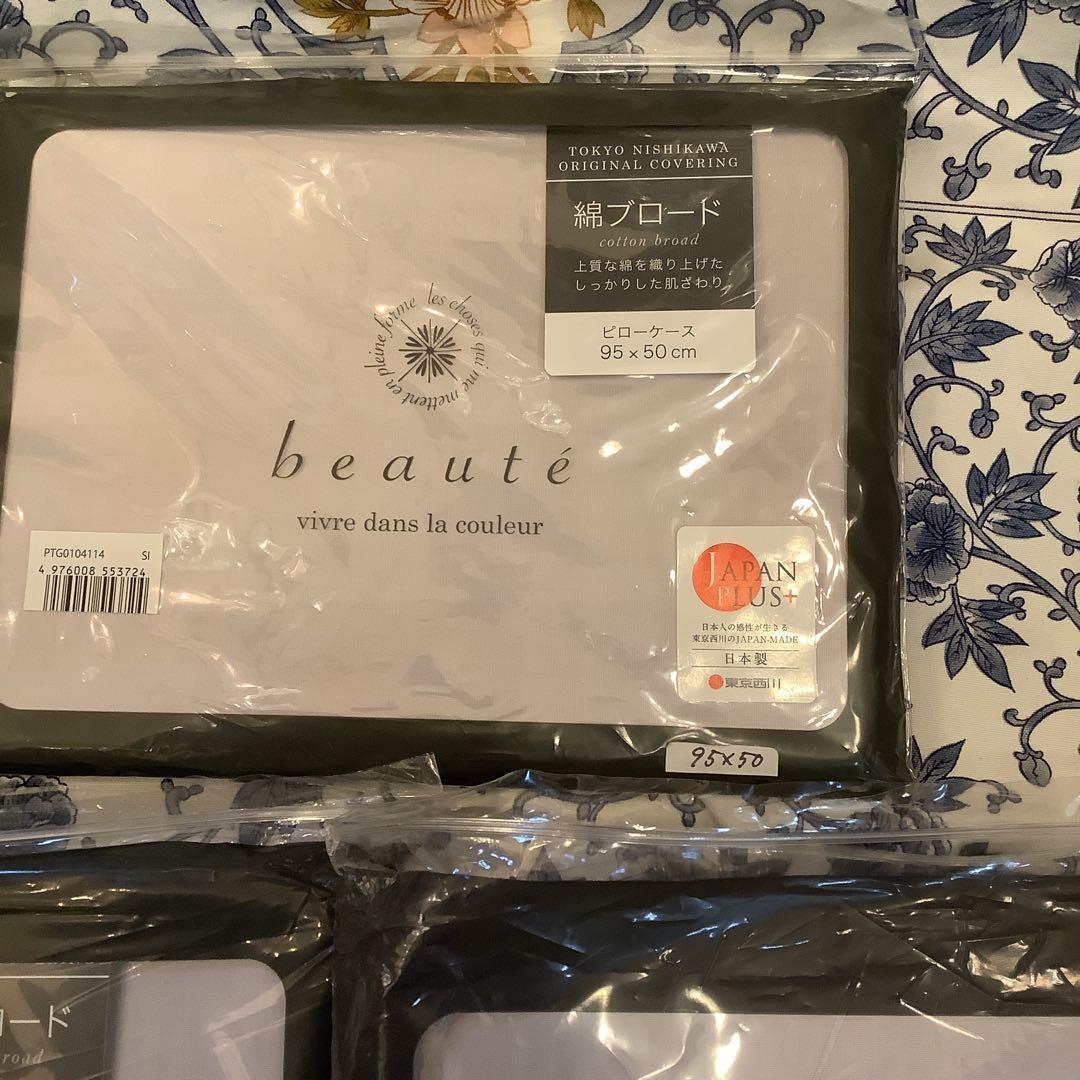 TOKYO NISHIKAWA
ORIGINAL COVERING
綿ブロード
cotton broad
上質な綿を織り上げた
しっかりした肌ざわり
ピローケース
95×50cm
les choses qui me mettent en pleine forme
beauté
vivre dans la couleur
PTG0104114 SI
4 976008 553724
JAPAN
PLUS+
日本人の感性が生きる
東京西川のJAPAN-MADE
日本製
東京西川
95×50
ロード
road